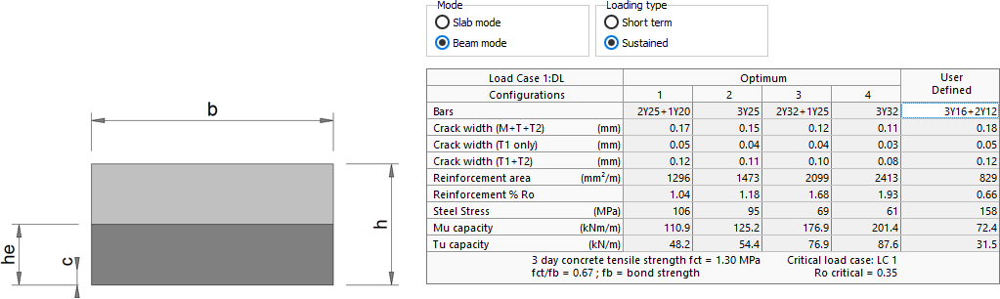 b
h
he
c
Mode
Slab mode
Beam mode
Loading type
Short term
Sustained
Load Case 1:DL Optimum User Defined
Configurations 1 2 3 4
Bars 2Y25+1Y20 3Y25 2Y32+1Y25 3Y32 3Y16+2Y12
Crack width (M+T+T2) (mm) 0.17 0.15 0.12 0.11 0.18
Crack width (T1 only) (mm) 0.05 0.04 0.04 0.03 0.05
Crack width (T1+T2) (mm) 0.12 0.11 0.10 0.08 0.12
Reinforcement area (mm²/m) 1296 1473 2099 2413 829
Reinforcement % Ro 1.04 1.18 1.68 1.93 0.66
Steel Stress (MPa) 106 95 69 61 158
Mu capacity (kNm/m) 110.9 125.2 176.9 201.4 72.4
Tu capacity (kN/m) 48.2 54.4 76.9 87.6 31.5
3 day concrete tensile strength fct = 1.30 MPa Critical load case: LC 1
fct/fb = 0.67 ; fb = bond strength Ro critical = 0.35